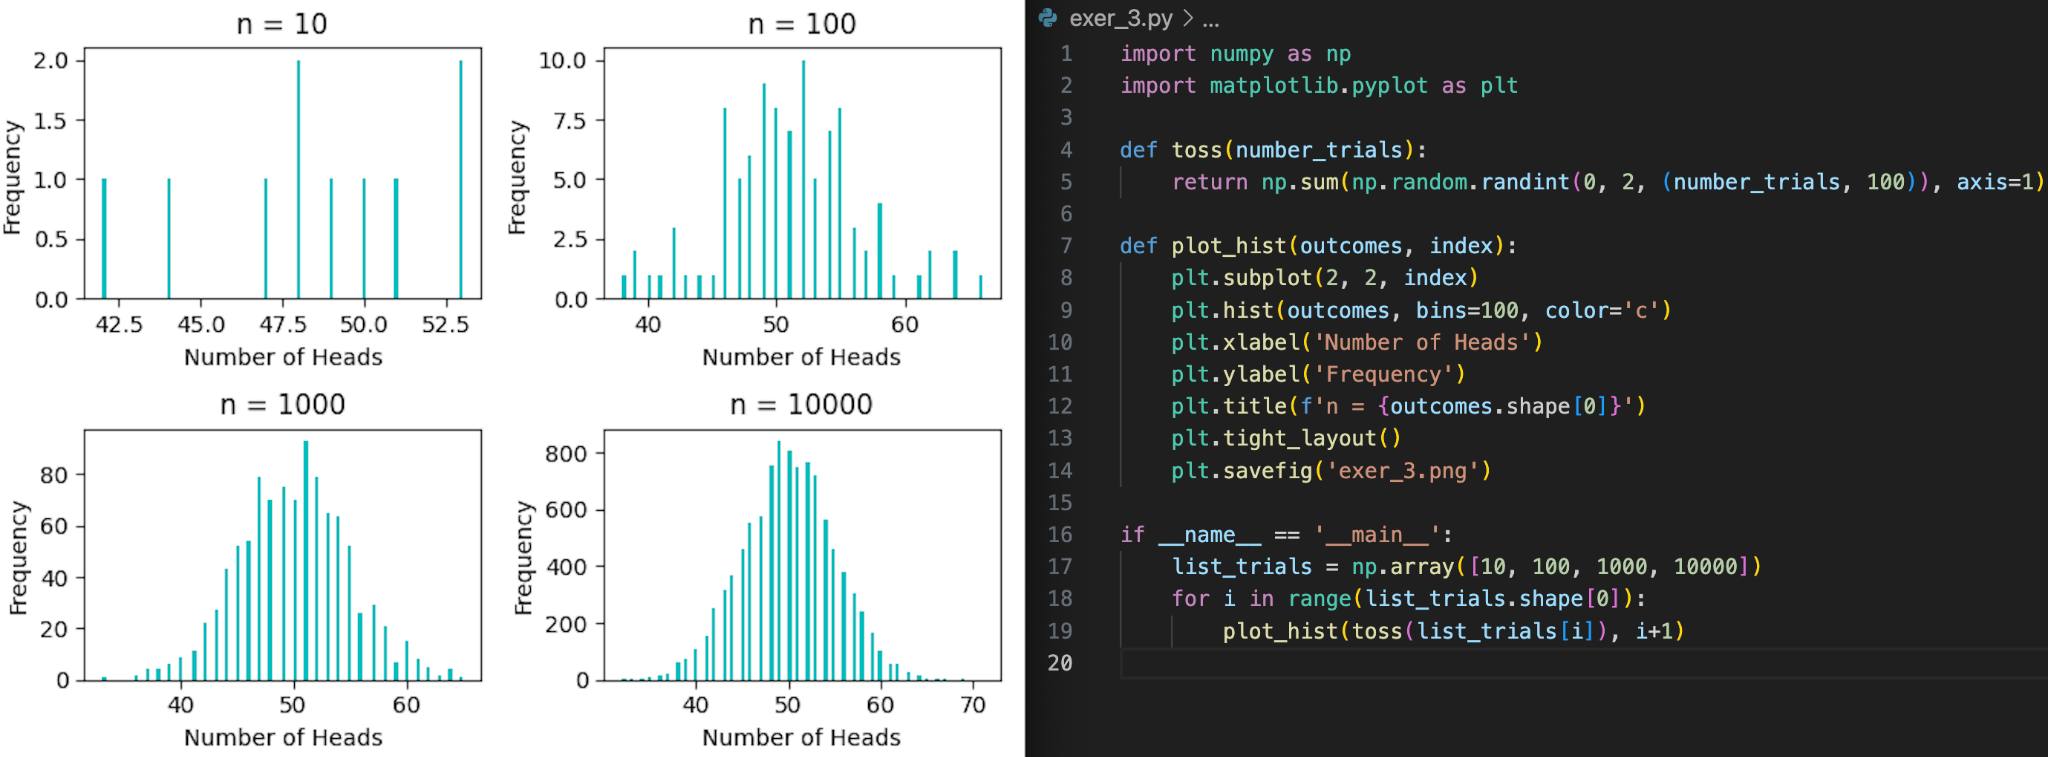 n = 10
2.0
1.5
1.0
0.5
0.0
Frequency
42.5 45.0 47.5 50.0 52.5
Number of Heads
n = 100
10.0
7.5
5.0
2.5
0.0
Frequency
40 50 60
Number of Heads
n = 1000
80
60
40
20
0
Frequency
40 50 60
Number of Heads
n = 10000
800
600
400
200
0
Frequency
40 50 60 70
Number of Heads
exer_3.py > ...
1 import numpy as np
2 import matplotlib.pyplot as plt
3
4 def toss(number_trials):
5     return np.sum(np.random.randint(0, 2, (number_trials, 100)), axis=1)
6
7 def plot_hist(outcomes, index):
8     plt.subplot(2, 2, index)
9     plt.hist(outcomes, bins=100, color='c')
10     plt.xlabel('Number of Heads')
11     plt.ylabel('Frequency')
12     plt.title(f'n = {outcomes.shape[0]}')
13     plt.tight_layout()
14     plt.savefig('exer_3.png')
15
16 if __name__ == '__main__':
17     list_trials = np.array([10, 100, 1000, 10000])
18     for i in range(list_trials.shape[0]):
19         plot_hist(toss(list_trials[i]), i+1)
20